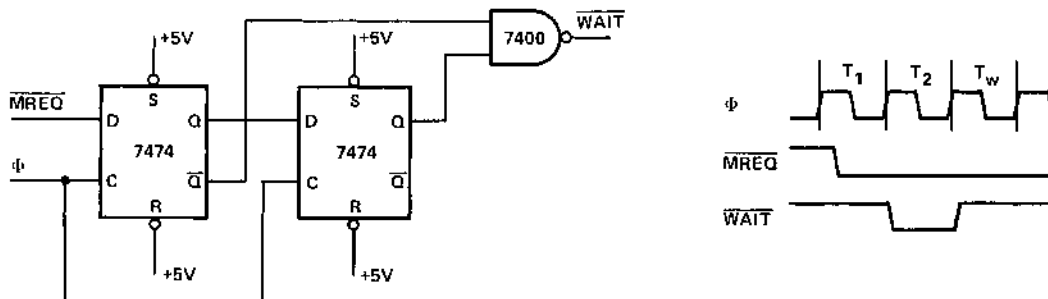 +5V
+5V
7400
WAIT
MREQ
S
S
D
Q
D
Q
7474
7474
Φ
C
Q
C
Q
R
R
+5V
+5V
T1 T2 Tw
Φ
MREQ
WAIT